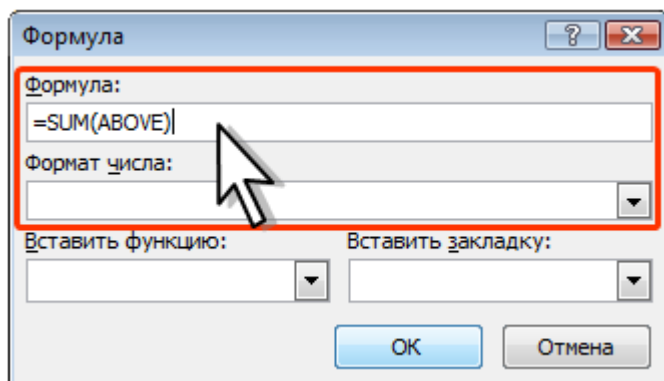 Формула
Формула:
=SUM(ABOVE)
Формат числа:
Вставить функцию: Вставить закладку:
ОК Отмена